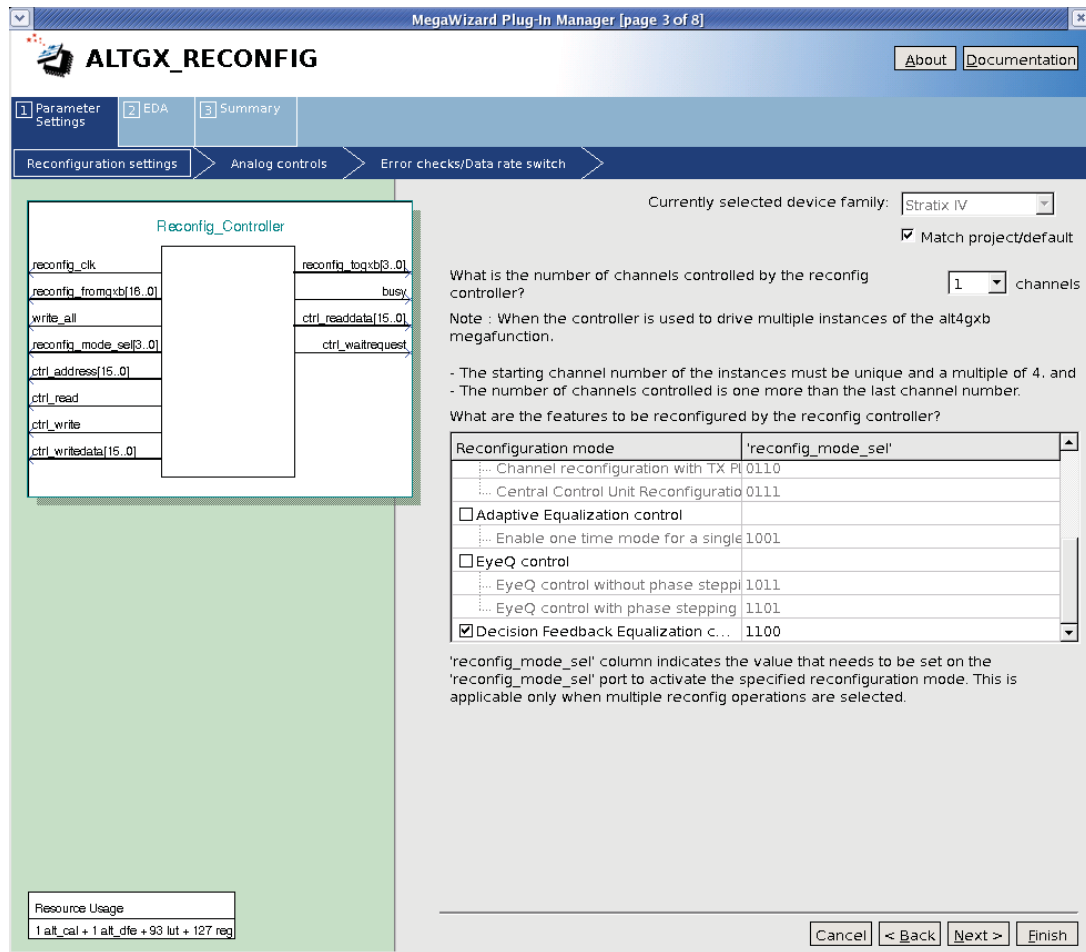 MegaWizard Plug-In Manager [page 3 of 8]
ALTGX_RECONFIG
About Documentation
1 Parameter Settings
2 EDA
3 Summary
Reconfiguration settings
Analog controls
Error checks/Data rate switch
Reconfig_Controller
reconfig_clk
reconfig_fromgxb[16..0]
write_all
reconfig_mode_sel[3..0]
ctrl_address[15..0]
ctrl_read
ctrl_write
ctrl_writedata[15..0]
reconfig_togxb[3..0]
busy
ctrl_readdata[15..0]
ctrl_waitrequest
Resource Usage
1 alt_cal + 1 alt_dfe + 93 lut + 127 reg
Currently selected device family: Stratix IV
Match project/default
What is the number of channels controlled by the reconfig
controller?
1 channels
Note : When the controller is used to drive multiple instances of the alt4gxb
megafunction.
- The starting channel number of the instances must be unique and a multiple of 4. and
- The number of channels controlled is one more than the last channel number.
What are the features to be reconfigured by the reconfig controller?
Reconfiguration mode 'reconfig_mode_sel'
Channel reconfiguration with TX Pl 0110
Central Control Unit Reconfiguratio 0111
Adaptive Equalization control
Enable one time mode for a single 1001
EyeQ control
EyeQ control without phase steppi 1011
EyeQ control with phase stepping 1101
Decision Feedback Equalization c... 1100
'reconfig_mode_sel' column indicates the value that needs to be set on the
'reconfig_mode_sel' port to activate the specified reconfiguration mode. This is
applicable only when multiple reconfig operations are selected.
Cancel < Back Next > Finish